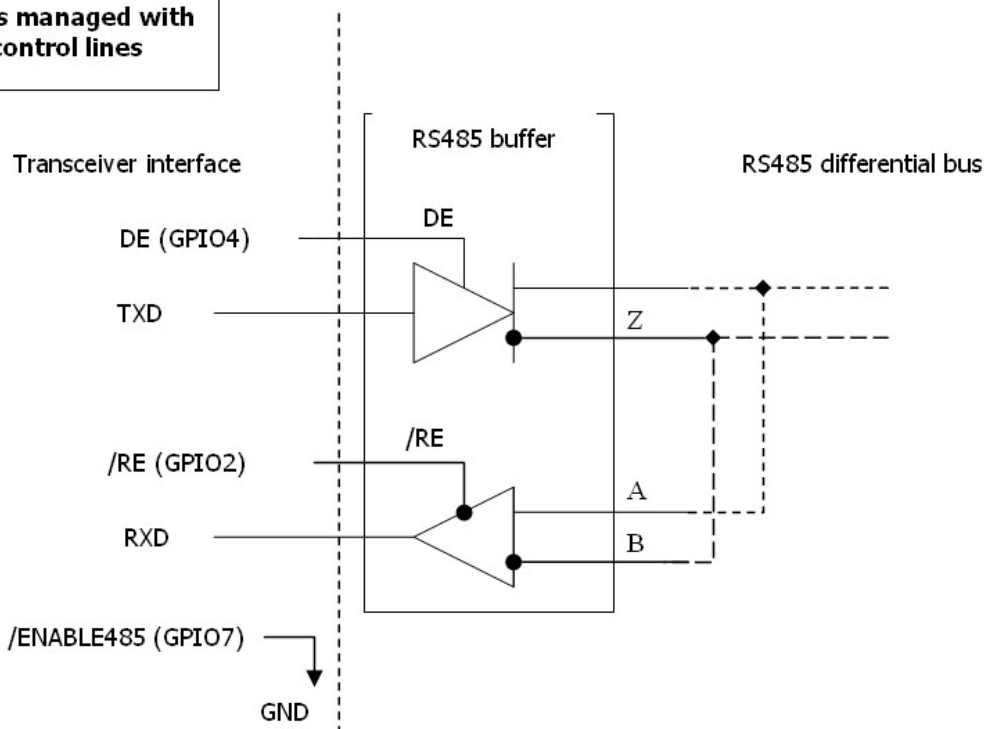 s managed with
control lines
RS485 buffer
Transceiver interface
RS485 differential bus
DE
DE (GPIO4)
TXD
Z
/RE
/RE (GPIO2)
A
RXD
B
/ENABLE485 (GPIO7)
GND